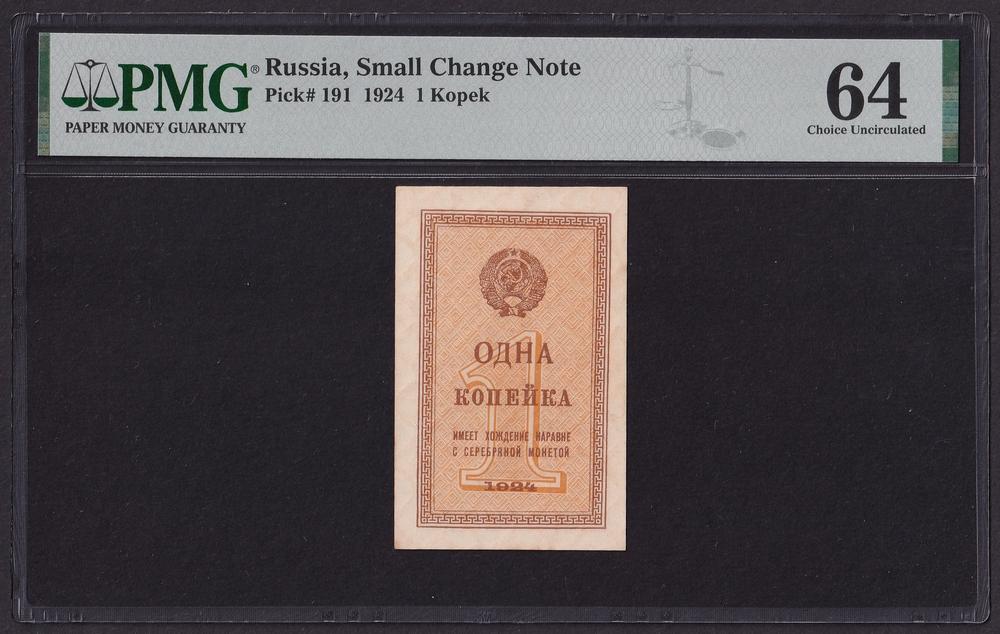 PMG®
PAPER MONEY GUARANTY
Russia, Small Change Note
Pick# 191 1924 1 Kopek
64
Choice Uncirculated
ОДНА
КОПЕЙКА
ИМЕЕТ ХОЖДЕНИЕ НАРАВНЕ
С СЕРЕБРЯНОЙ МОНЕТОЙ
1924